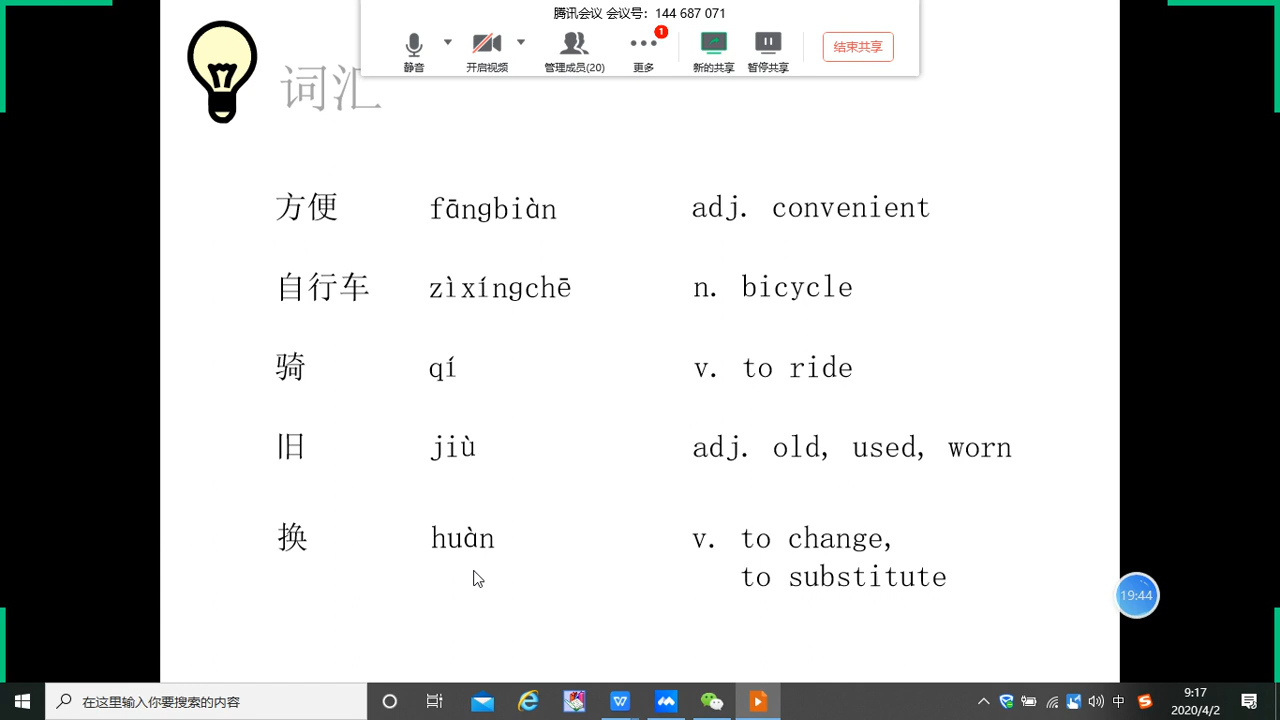 腾讯会议 会议号: 144 687 071
1
静音 开启视频 管理成员(20) 更多 新的共享 暂停共享 结束共享
词汇
方便 fāngbiàn adj. convenient
自行车 zìxíngchē n. bicycle
骑 qí v. to ride
旧 jiù adj. old, used, worn
换 huàn v. to change,
to substitute
19:44
在这里输入你要搜索的内容
中
9:17
2020/4/2